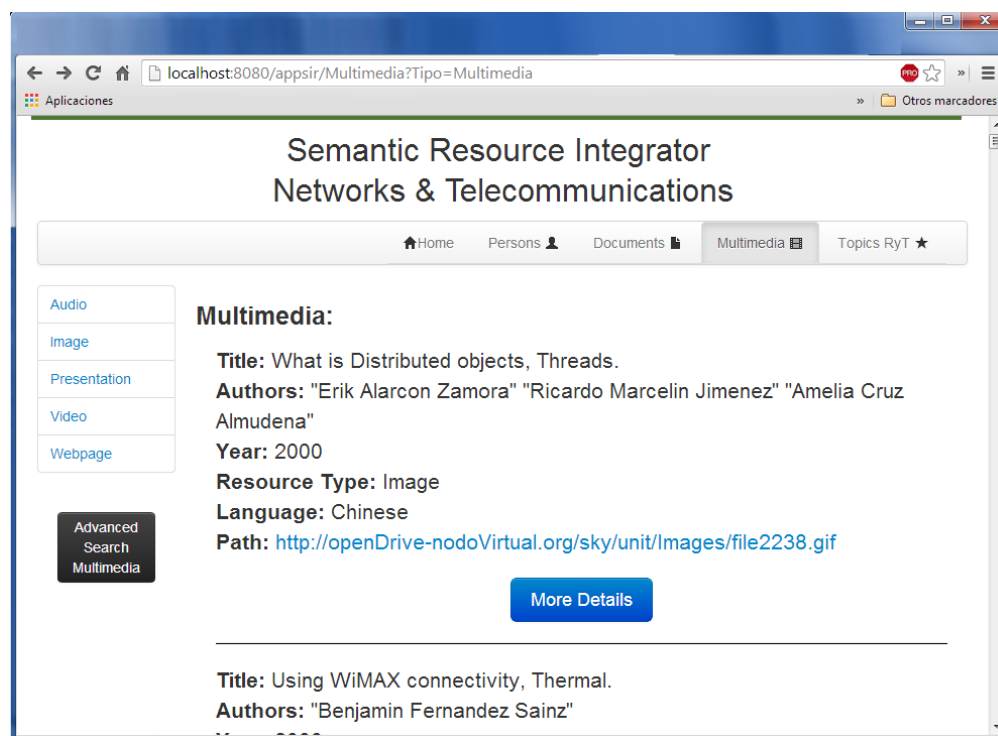 localhost:8080/appsir/Multimedia?Tipo=Multimedia
PRO
»
Aplicaciones
» Otros marcadores
Semantic Resource Integrator
Networks & Telecommunications
Home Persons Documents Multimedia Topics RyT
Audio
Image
Presentation
Video
Webpage
Advanced
Search
Multimedia
Multimedia:
Title: What is Distributed objects, Threads.
Authors: "Erik Alarcon Zamora" "Ricardo Marcelin Jimenez" "Amelia Cruz
Almudena"
Year: 2000
Resource Type: Image
Language: Chinese
Path: http://openDrive-nodoVirtual.org/sky/unit/Images/file2238.gif
More Details
Title: Using WiMAX connectivity, Thermal.
Authors: "Benjamin Fernandez Sainz"